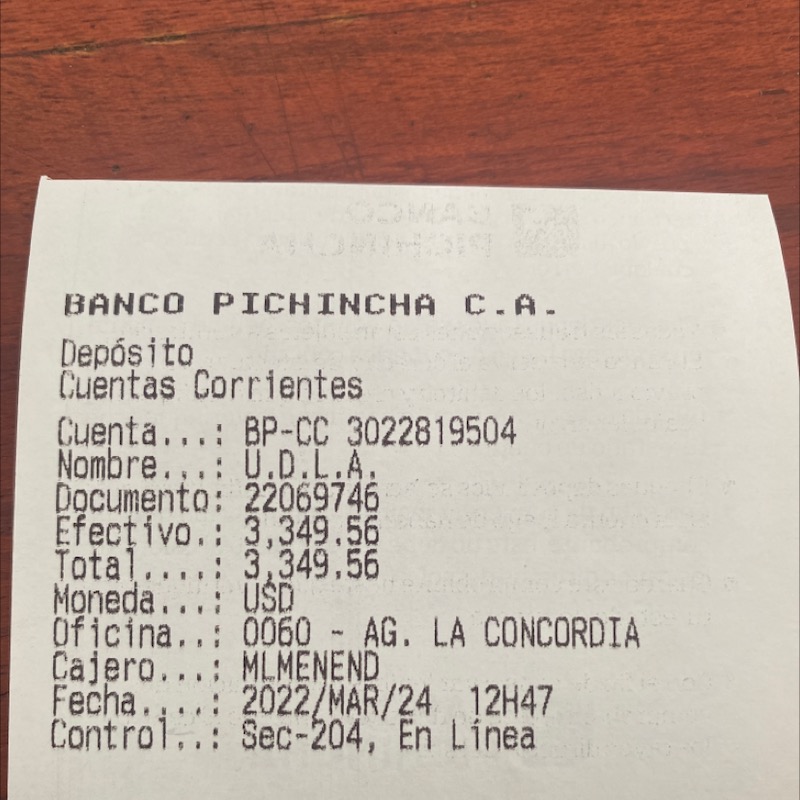 BANCO PICHINCHA C.A.
Depósito
Cuentas Corrientes
Cuenta...: BP-CC 3022819504
Nombre...: U.D.L.A.
Documento: 22069746
Efectivo.: 3,349.56
Total....: 3,349.56
Moneda...: USD
Oficina..: 0060 - AG. LA CONCORDIA
Cajero...: MLMENEND
Fecha....: 2022/MAR/24  12H47
Control..: Sec-204, En Línea